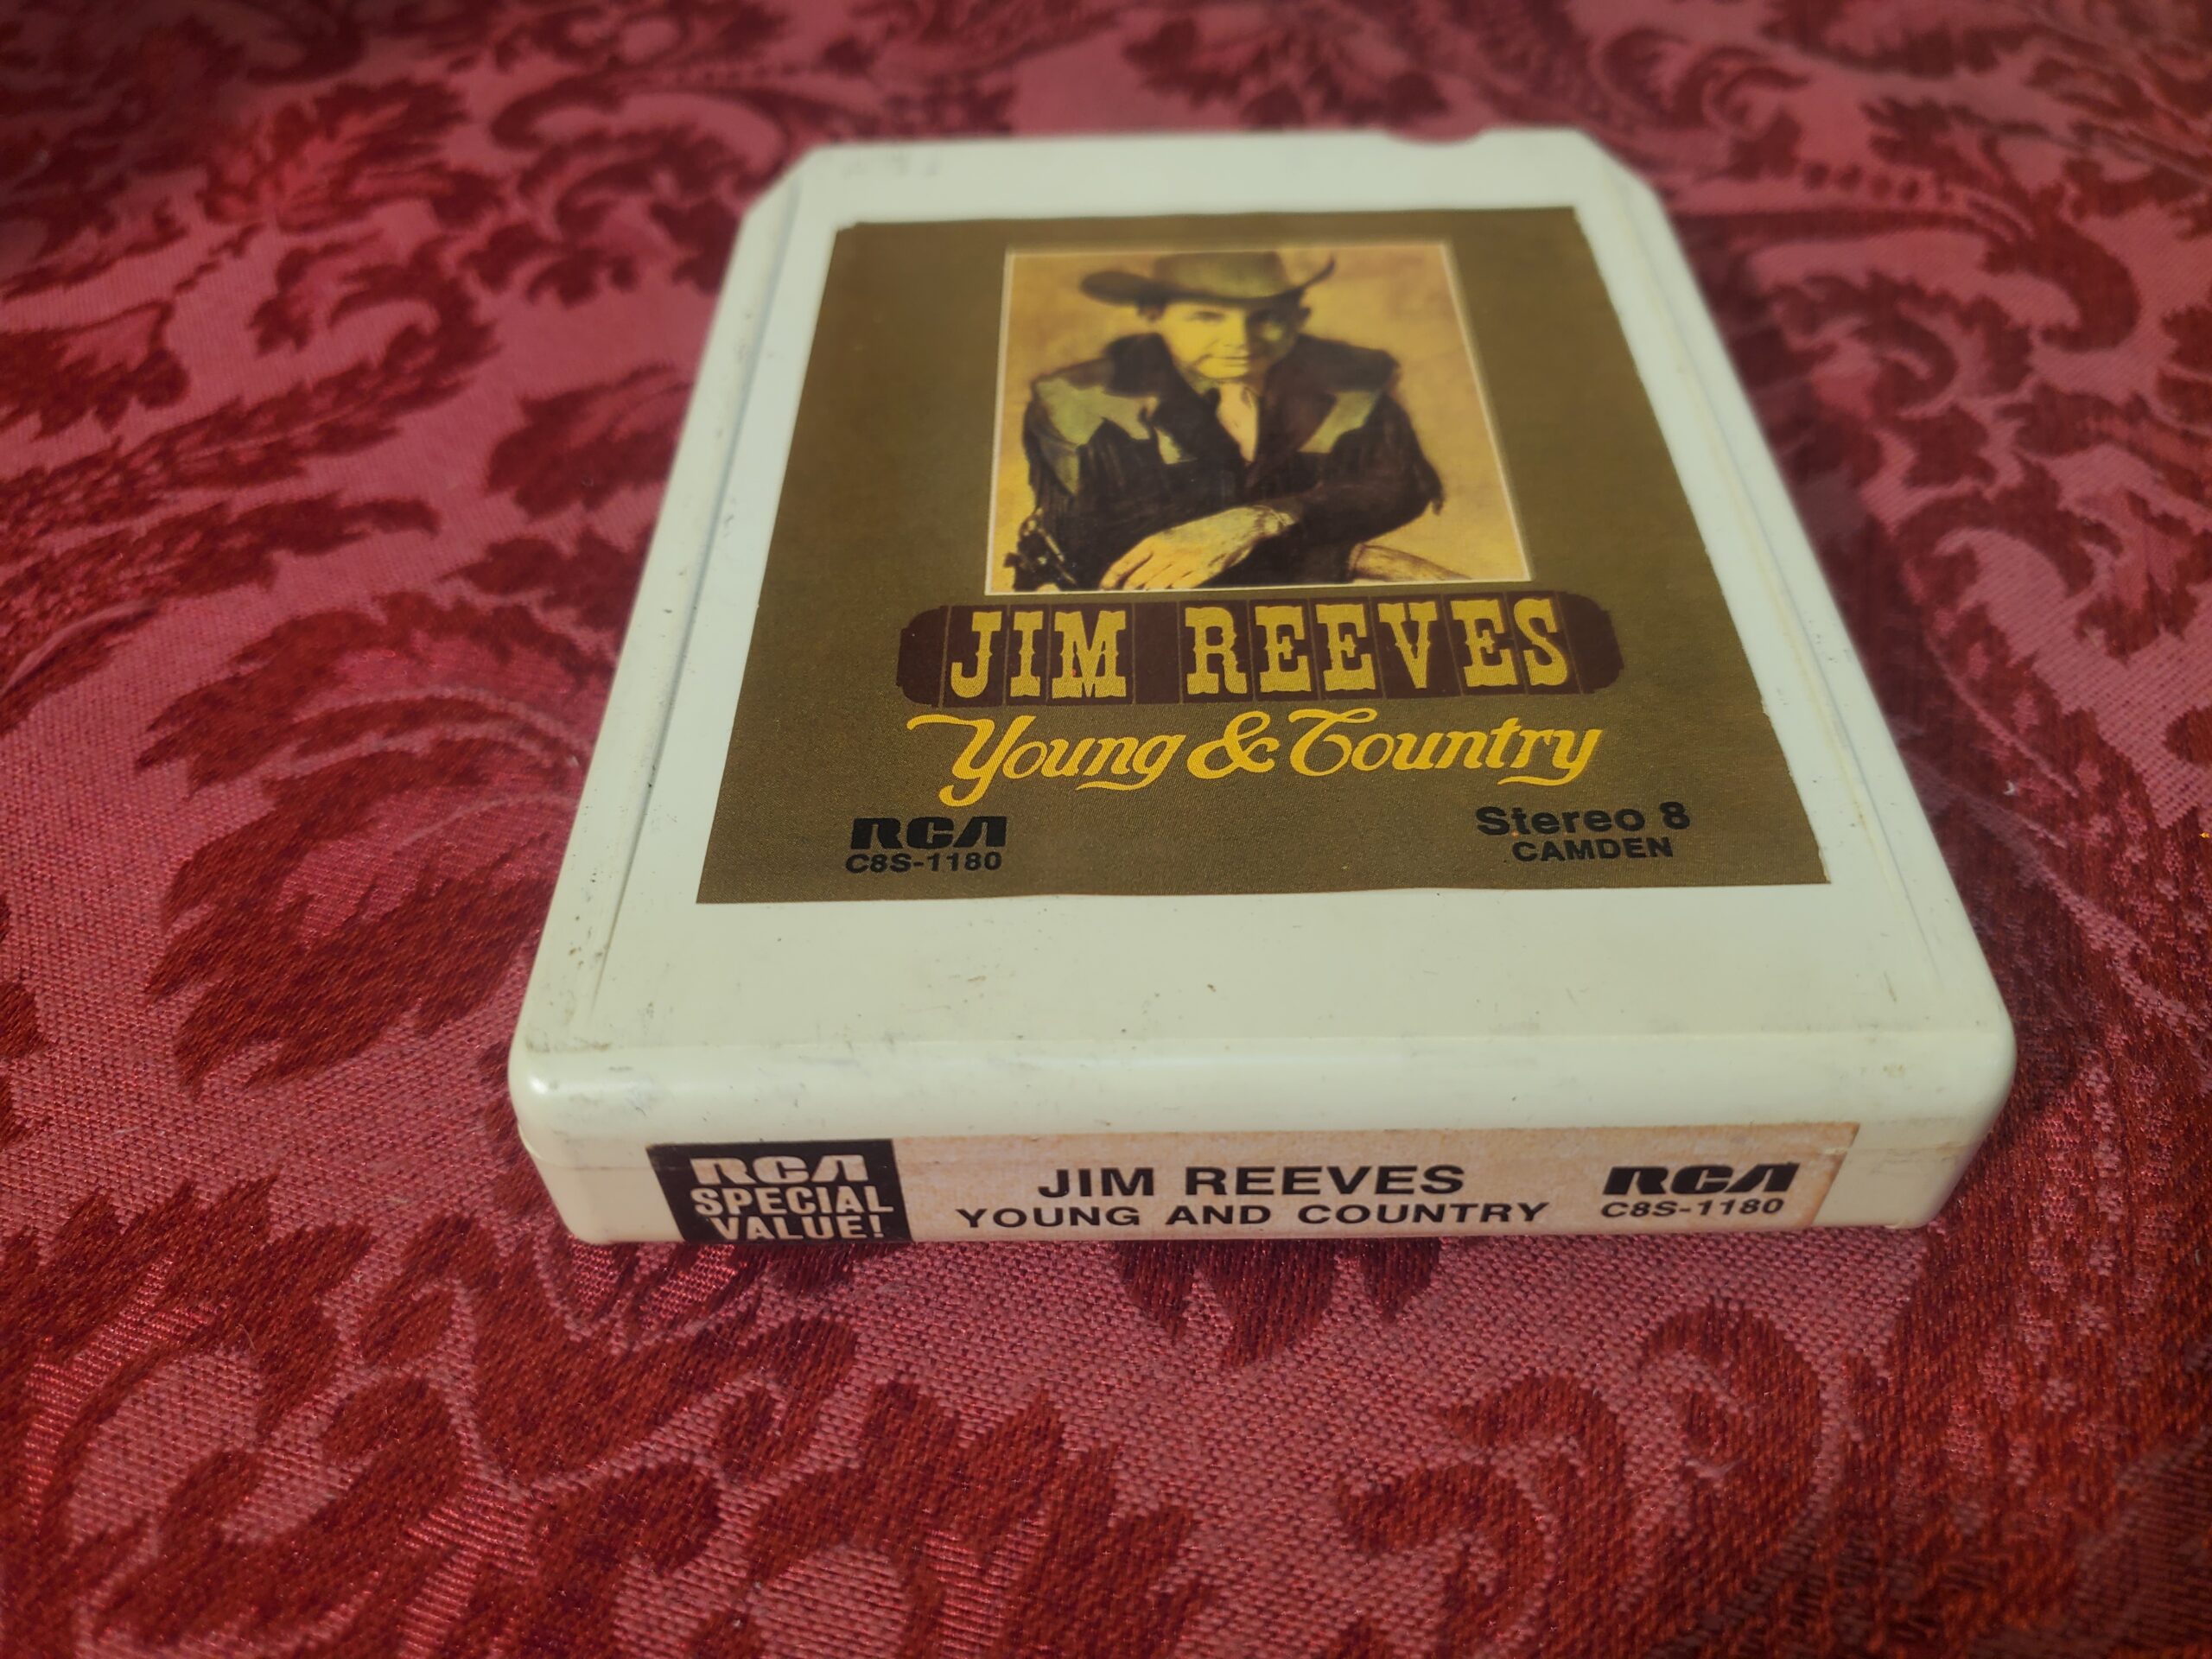 JIM REEVES
Young & Country
RCA
C8S-1180
Stereo 8
CAMDEN
RCA
SPECIAL
VALUE!
JIM REEVES
YOUNG AND COUNTRY
RCA
C8S-1180